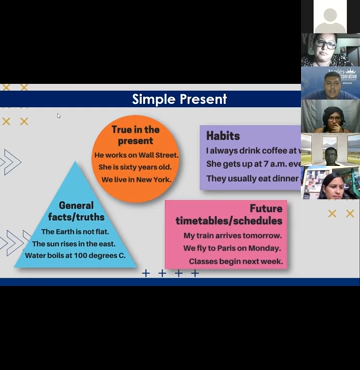 Simple Present
True in the
present
He works on Wall Street.
She is sixty years old.
We live in New York.
Habits
I always drink coffee at
She gets up at 7 a.m.
They usually eat dinner
General
facts/truths
The Earth is not flat.
The sun rises in the east.
Water boils at 100 degrees C.
Future
timetables/schedules
My train arrives tomorrow.
We fly to Paris on Monday.
Classes begin next week.